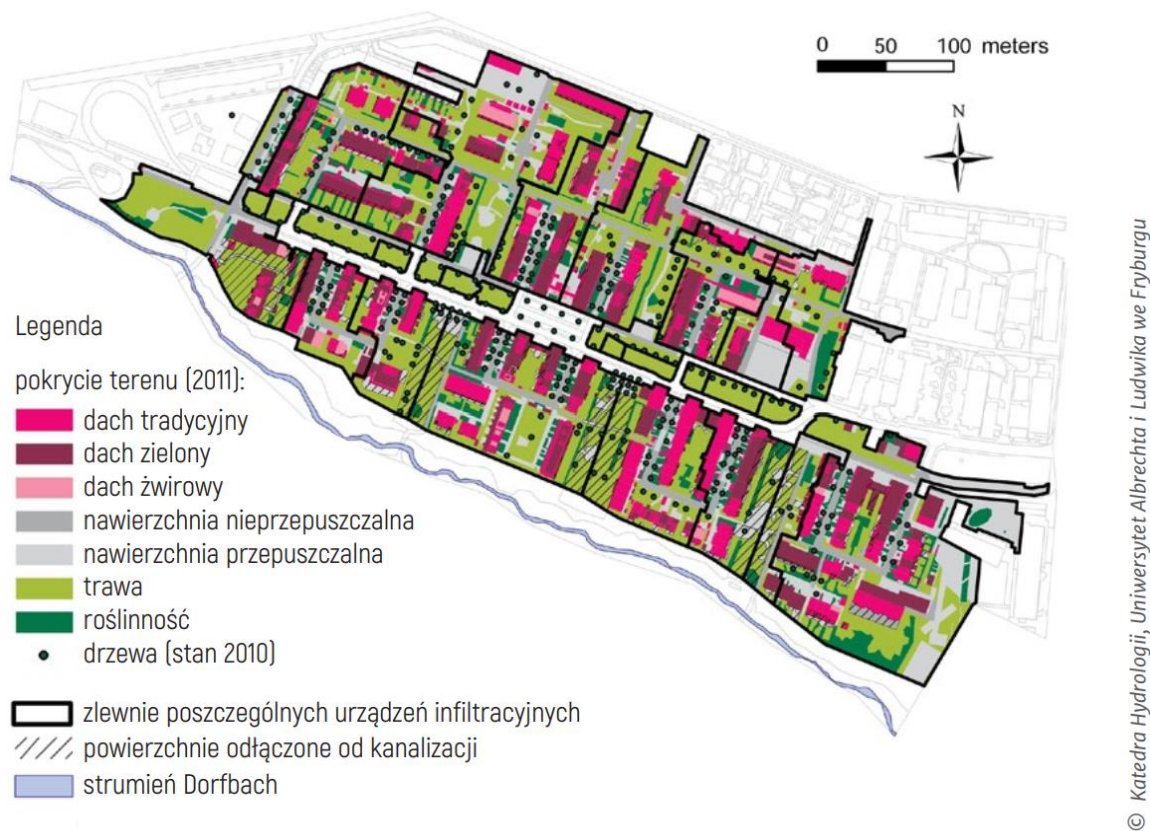 0 50 100 meters
N
Legenda
pokrycie terenu (2011):
dach tradycyjny
dach zielony
dach żwirowy
nawierzchnia nieprzepuszczalna
nawierzchnia przepuszczalna
trawa
roślinność
drzewa (stan 2010)
zlewnie poszczególnych urządzeń infiltracyjnych
powierzchnie odłączone od kanalizacji
strumień Dorfbach
© Katedra Hydrologii, Uniwersytet Albrechta i Ludwika we Fryburgu